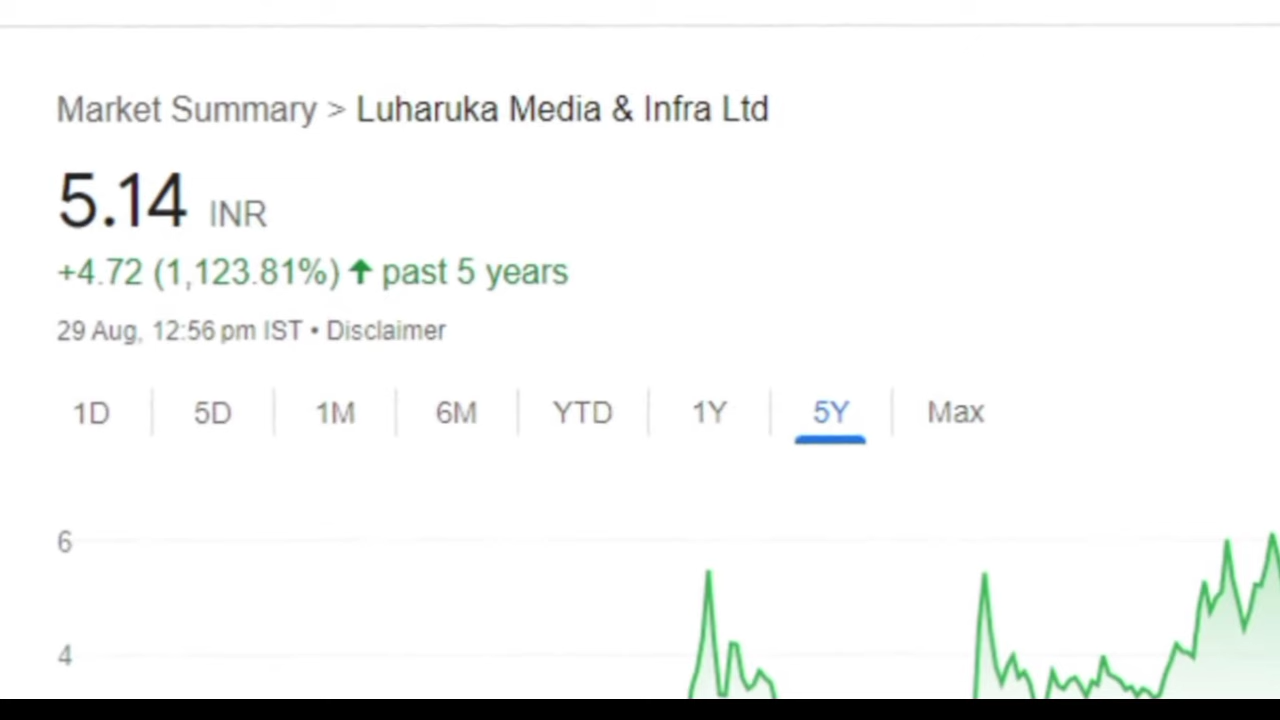 Market Summary > Luharuka Media & Infra Ltd
5.14 INR
+4.72 (1,123.81%) ↑ past 5 years
29 Aug, 12:56 pm IST • Disclaimer
1D 5D 1M 6M YTD 1Y 5Y Max
6
4